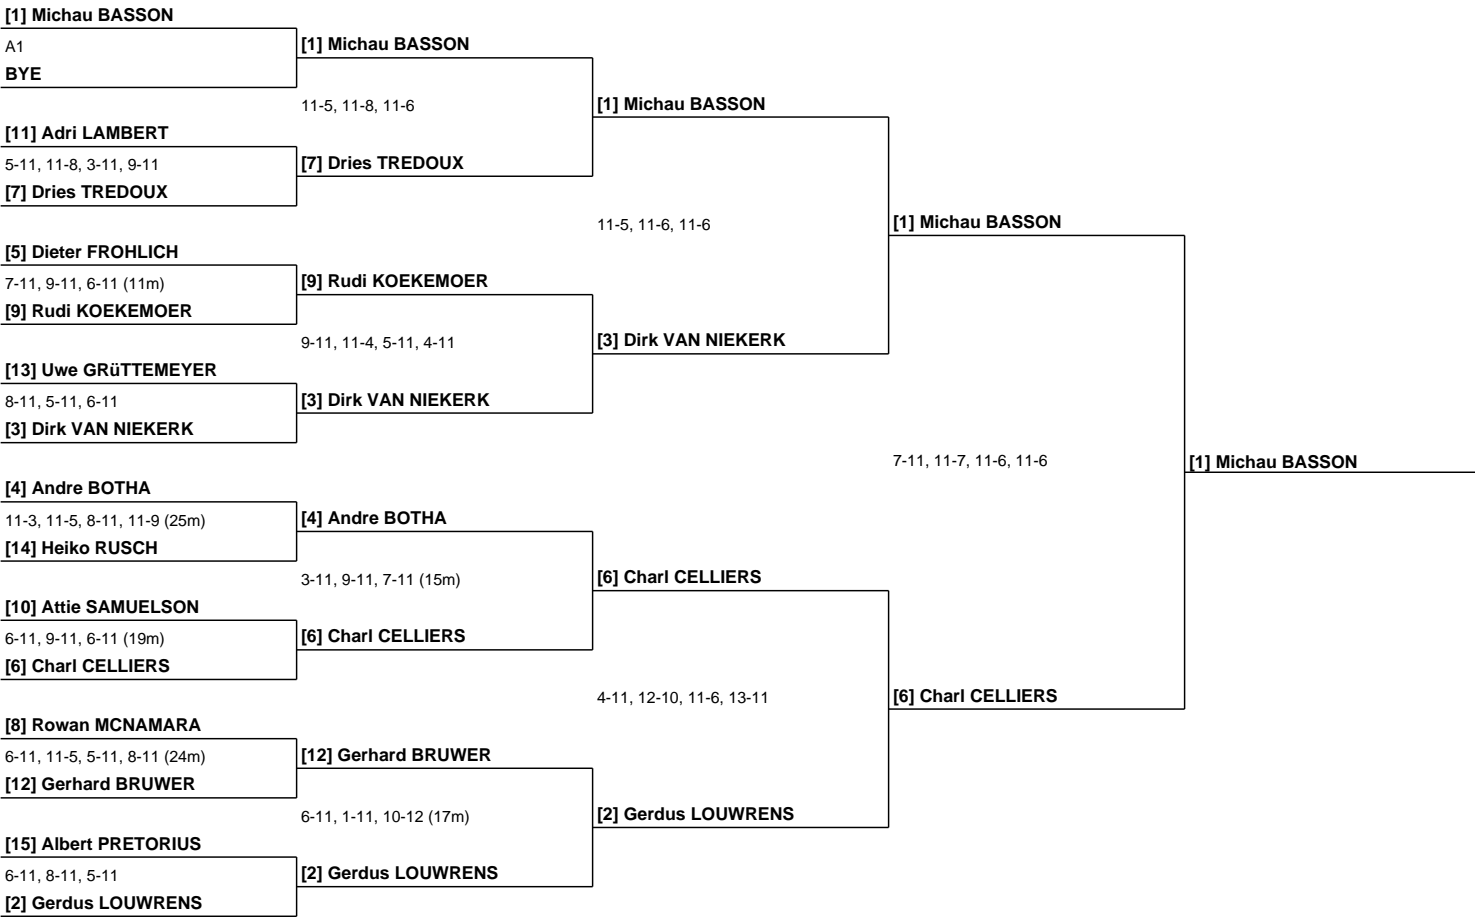 [1] Michau BASSON
A1
BYE
[11] Adri LAMBERT
5-11, 11-8, 3-11, 9-11
[7] Dries TREDOUX
[5] Dieter FROHLICH
7-11, 9-11, 6-11 (11m)
[9] Rudi KOEKEMOER
[13] Uwe GRüTTEMEYER
8-11, 5-11, 6-11
[3] Dirk VAN NIEKERK
[4] Andre BOTHA
11-3, 11-5, 8-11, 11-9 (25m)
[14] Heiko RUSCH
[10] Attie SAMUELSON
6-11, 9-11, 6-11 (19m)
[6] Charl CELLIERS
[8] Rowan MCNAMARA
6-11, 11-5, 5-11, 8-11 (24m)
[12] Gerhard BRUWER
[15] Albert PRETORIUS
6-11, 8-11, 5-11
[2] Gerdus LOUWRENS
[1] Michau BASSON
11-5, 11-8, 11-6
[7] Dries TREDOUX
[9] Rudi KOEKEMOER
9-11, 11-4, 5-11, 4-11
[3] Dirk VAN NIEKERK
[4] Andre BOTHA
3-11, 9-11, 7-11 (15m)
[6] Charl CELLIERS
[12] Gerhard BRUWER
6-11, 1-11, 10-12 (17m)
[2] Gerdus LOUWRENS
[1] Michau BASSON
11-5, 11-6, 11-6
[3] Dirk VAN NIEKERK
[6] Charl CELLIERS
4-11, 12-10, 11-6, 13-11
[2] Gerdus LOUWRENS
[1] Michau BASSON
7-11, 11-7, 11-6, 11-6
[6] Charl CELLIERS
[1] Michau BASSON